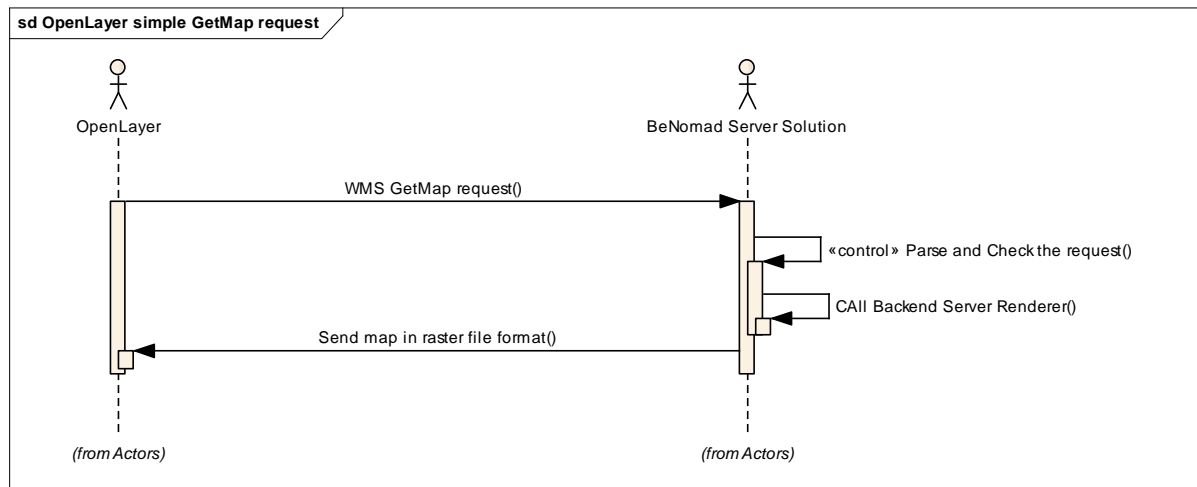 sd OpenLayer simple GetMap request
OpenLayer
BeNomad Server Solution
WMS GetMap request()
«control» Parse and Check the request()
CAll Backend Server Renderer()
Send map in raster file format()
(from Actors)
(from Actors)